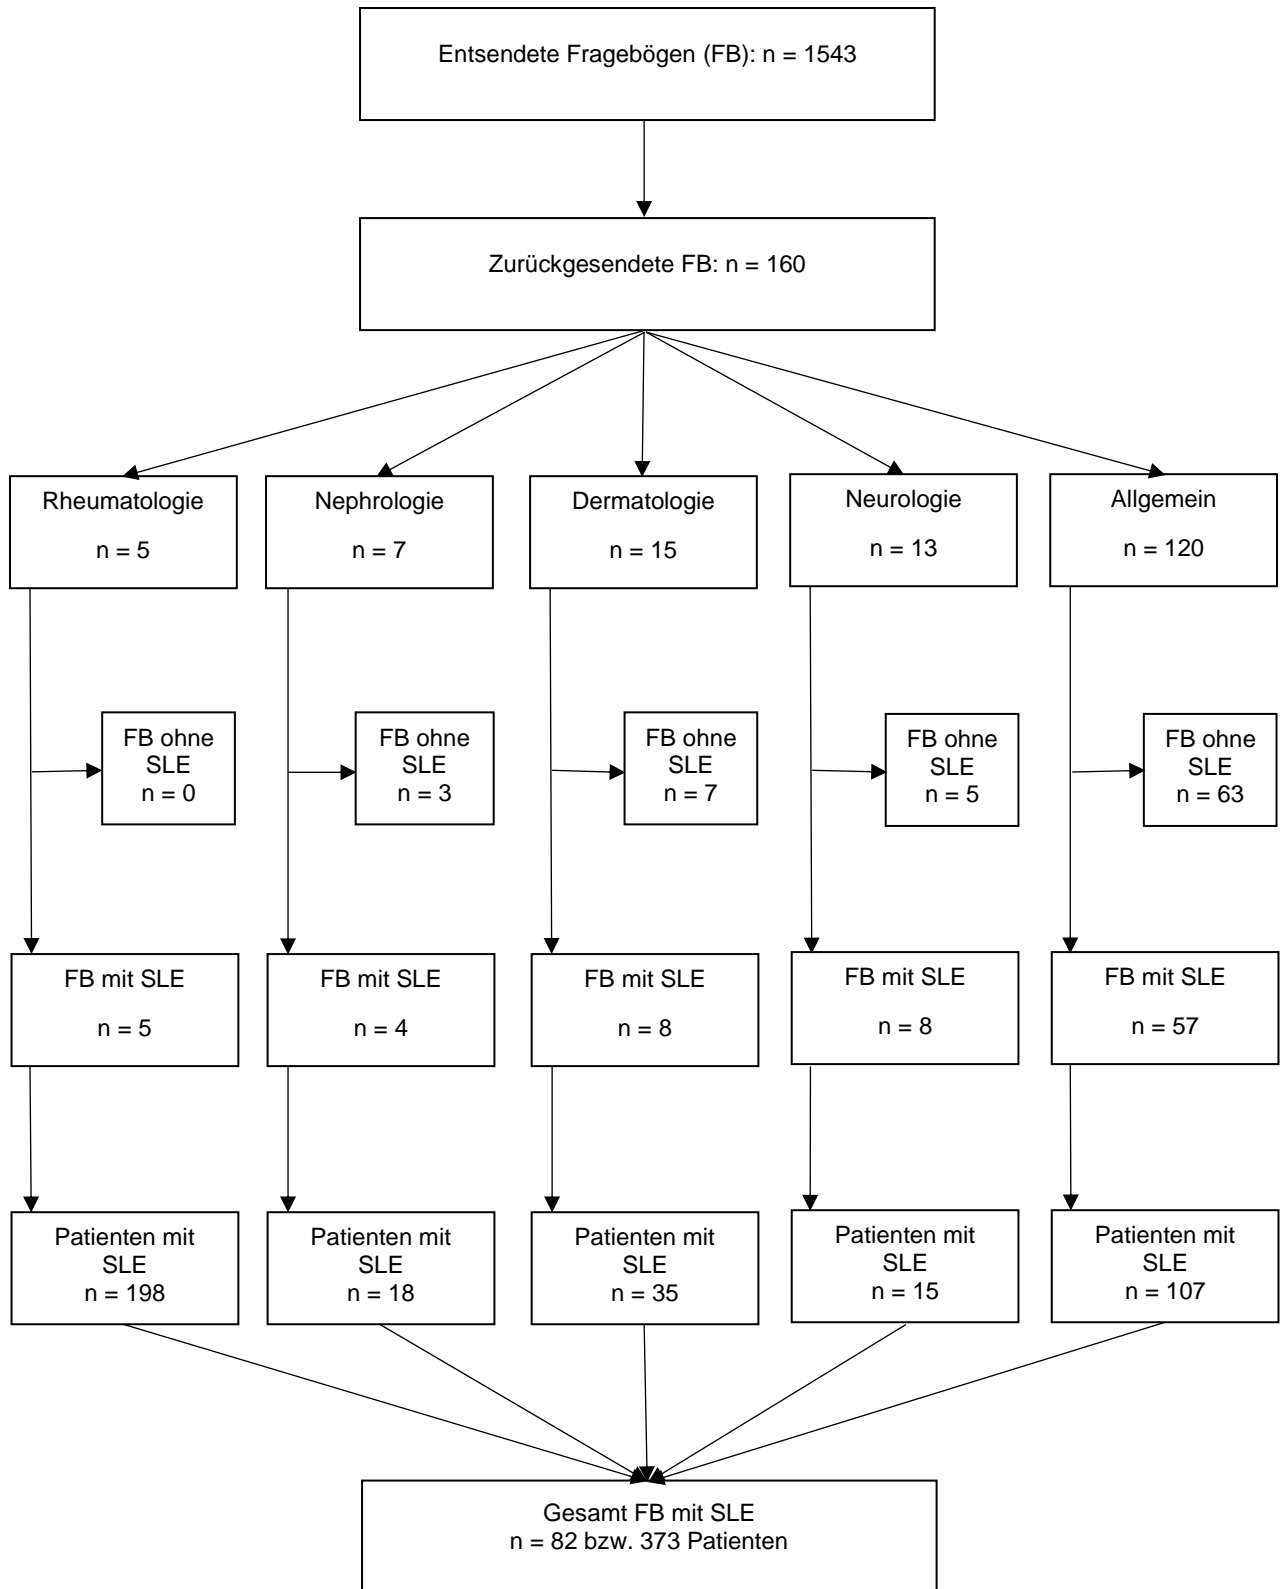 Entsendete Fragebögen (FB): n = 1543
Zurückgesendete FB: n = 160
Rheumatologie
n = 5
Nephrologie
n = 7
Dermatologie
n = 15
Neurologie
n = 13
Allgemein
n = 120
FB ohne
SLE
n = 0
FB ohne
SLE
n = 3
FB ohne
SLE
n = 7
FB ohne
SLE
n = 5
FB ohne
SLE
n = 63
FB mit SLE
n = 5
FB mit SLE
n = 4
FB mit SLE
n = 8
FB mit SLE
n = 8
FB mit SLE
n = 57
Patienten mit
SLE
n = 198
Patienten mit
SLE
n = 18
Patienten mit
SLE
n = 35
Patienten mit
SLE
n = 15
Patienten mit
SLE
n = 107
Gesamt FB mit SLE
n = 82 bzw. 373 Patienten